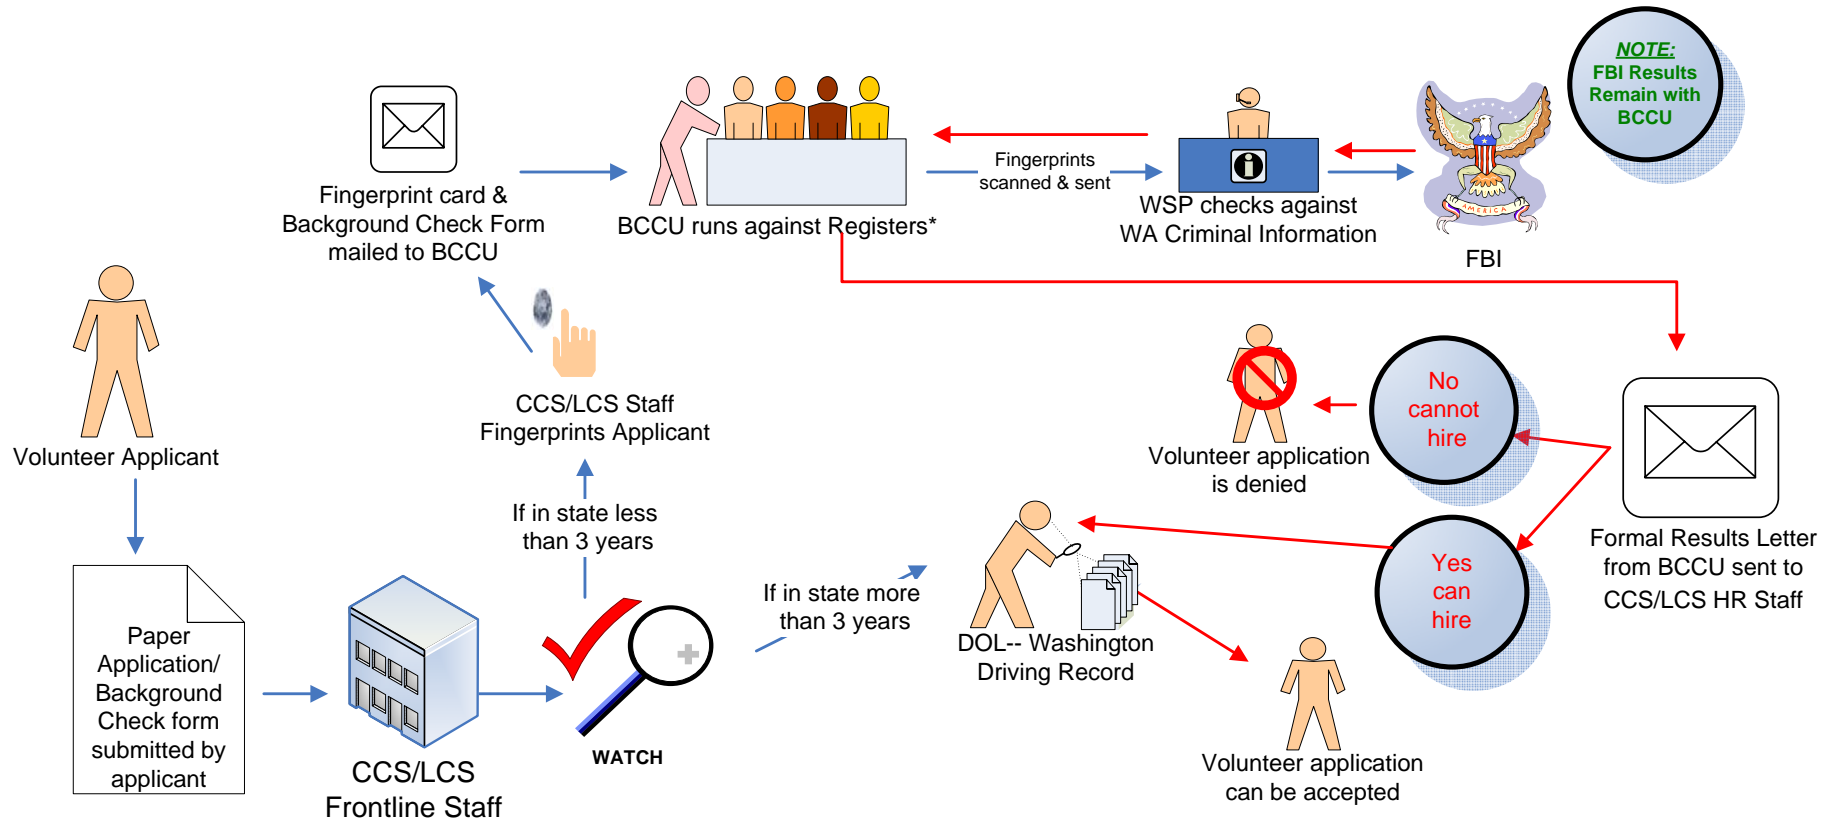 NOTE:
FBI Results
Remain with
BCCU
Fingerprint card &
Background Check Form
mailed to BCCU
BCCU runs against Registers*
Fingerprints
scanned & sent
WSP checks against
WA Criminal Information
AMERICA
FBI
Volunteer Applicant
CCS/LCS Staff
Fingerprints Applicant
If in state less
than 3 years
Paper
Application/
Background
Check form
submitted by
applicant
CCS/LCS
Frontline Staff
WATCH
If in state more
than 3 years
DOL-- Washington
Driving Record
No
cannot
hire
Volunteer application
is denied
Yes
can
hire
Formal Results Letter
from BCCU sent to
CCS/LCS HR Staff
Volunteer application
can be accepted